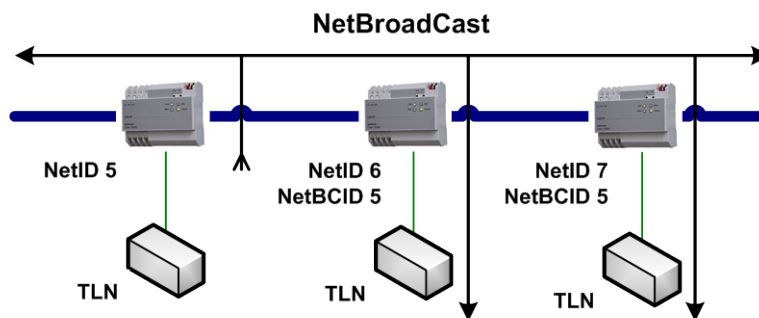 NetBroadCast
NetID 5
NetID 6
NetBCID 5
NetID 7
NetBCID 5
TLN
TLN
TLN